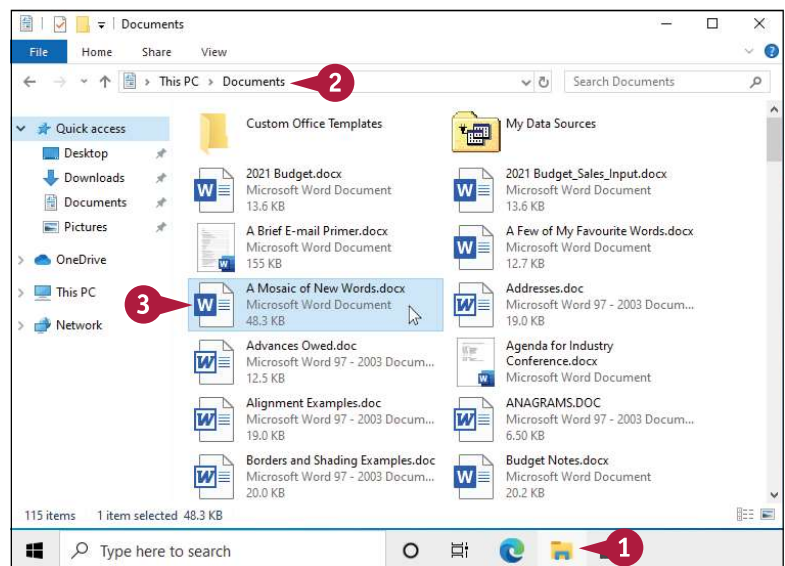 Documents
File Home Share View
This PC > Documents
2
Search Documents
Quick access
Desktop
Downloads
Documents
Pictures
OneDrive
This PC
Network
Custom Office Templates
My Data Sources
2021 Budget.docx
Microsoft Word Document
13.6 KB
2021 Budget_Sales_Input.docx
Microsoft Word Document
13.6 KB
A Brief E-mail Primer.docx
Microsoft Word Document
155 KB
A Few of My Favourite Words.docx
Microsoft Word Document
12.7 KB
3
A Mosaic of New Words.docx
Microsoft Word Document
48.3 KB
Addresses.doc
Microsoft Word 97 - 2003 Docum...
19.0 KB
Advances Owed.doc
Microsoft Word 97 - 2003 Docum...
12.5 KB
Agenda for Industry
Conference.docx
Microsoft Word Document
Alignment Examples.doc
Microsoft Word 97 - 2003 Docum...
19.0 KB
ANAGRAMS.DOC
Microsoft Word 97 - 2003 Docum...
6.50 KB
Borders and Shading Examples.doc
Microsoft Word 97 - 2003 Docum...
20.0 KB
Budget Notes.docx
Microsoft Word Document
20.2 KB
115 items 1 item selected 48.3 KB
Type here to search
1